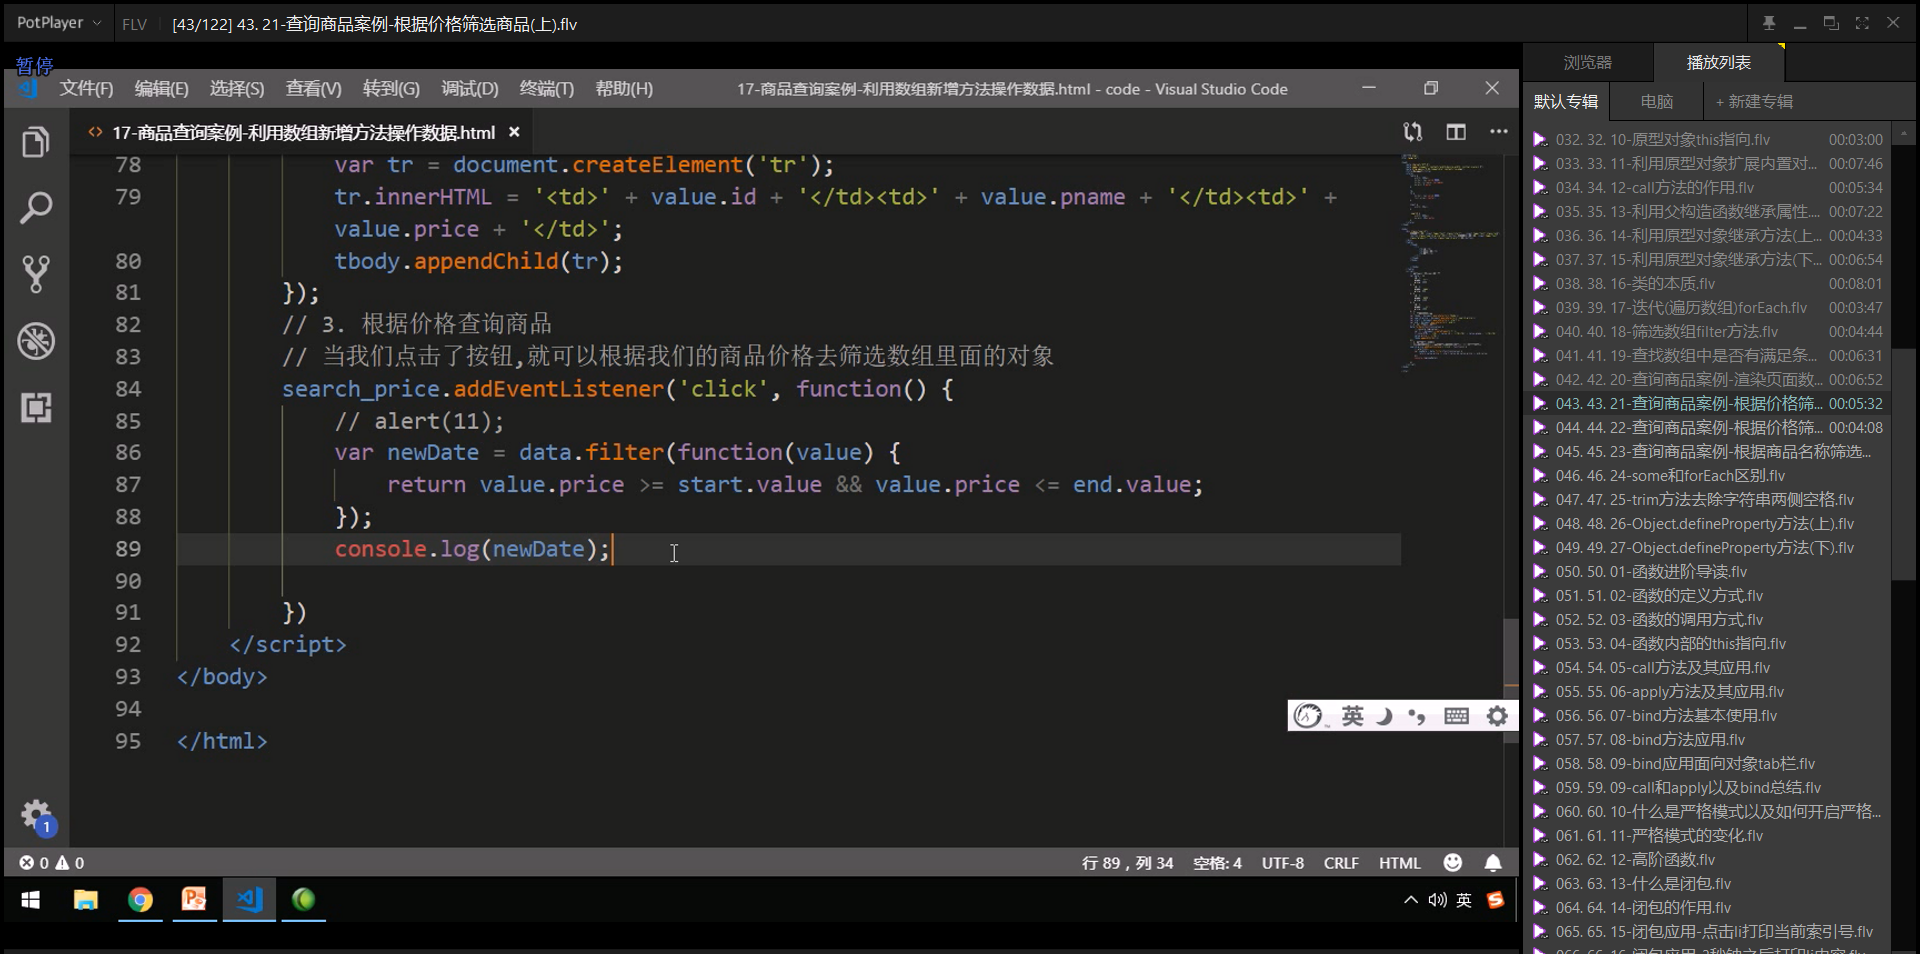 PotPlayer
FLV
[43/122] 43. 21-查询商品案例-根据价格筛选商品(上).flv
暂停
文件(F) 编辑(E) 选择(S) 查看(V) 转到(G) 调试(D) 终端(T) 帮助(H)
17-商品查询案例-利用数组新增方法操作数据.html - code - Visual Studio Code
<> 17-商品查询案例-利用数组新增方法操作数据.html ×
78 var tr = document.createElement('tr');
79 tr.innerHTML = '<td>' + value.id + '</td><td>' + value.pname + '</td><td>' +
value.price + '</td>';
80 tbody.appendChild(tr);
81 });
82 // 3. 根据价格查询商品
83 // 当我们点击了按钮,就可以根据我们的商品价格去筛选数组里面的对象
84 search_price.addEventListener('click', function() {
85 // alert(11);
86 var newDate = data.filter(function(value) {
87 return value.price >= start.value && value.price <= end.value;
88 });
89 console.log(newDate);
90
91 })
92 </script>
93 </body>
94
95 </html>
英
1
0 0
行 89，列 34 空格: 4 UTF-8 CRLF HTML
英
浏览器 播放列表
默认专辑 电脑 + 新建专辑
032. 32. 10-原型对象this指向.flv 00:03:00
033. 33. 11-利用原型对象扩展内置对... 00:07:46
034. 34. 12-call方法的作用.flv 00:05:34
035. 35. 13-利用父构造函数继承属性.... 00:07:22
036. 36. 14-利用原型对象继承方法(上... 00:04:33
037. 37. 15-利用原型对象继承方法(下... 00:06:54
038. 38. 16-类的本质.flv 00:08:01
039. 39. 17-迭代(遍历数组)forEach.flv 00:03:47
040. 40. 18-筛选数组filter方法.flv 00:04:44
041. 41. 19-查找数组中是否有满足条... 00:06:31
042. 42. 20-查询商品案例-渲染页面数... 00:06:52
043. 43. 21-查询商品案例-根据价格筛... 00:05:32
044. 44. 22-查询商品案例-根据价格筛... 00:04:08
045. 45. 23-查询商品案例-根据商品名称筛选...
046. 46. 24-some和forEach区别.flv
047. 47. 25-trim方法去除字符串两侧空格.flv
048. 48. 26-Object.defineProperty方法(上).flv
049. 49. 27-Object.defineProperty方法(下).flv
050. 50. 01-函数进阶导读.flv
051. 51. 02-函数的定义方式.flv
052. 52. 03-函数的调用方式.flv
053. 53. 04-函数内部的this指向.flv
054. 54. 05-call方法及其应用.flv
055. 55. 06-apply方法及其应用.flv
056. 56. 07-bind方法基本使用.flv
057. 57. 08-bind方法应用.flv
058. 58. 09-bind应用面向对象tab栏.flv
059. 59. 09-call和apply以及bind总结.flv
060. 60. 10-什么是严格模式以及如何开启严格...
061. 61. 11-严格模式的变化.flv
062. 62. 12-高阶函数.flv
063. 63. 13-什么是闭包.flv
064. 64. 14-闭包的作用.flv
065. 65. 15-闭包应用-点击li打印当前索引号.flv